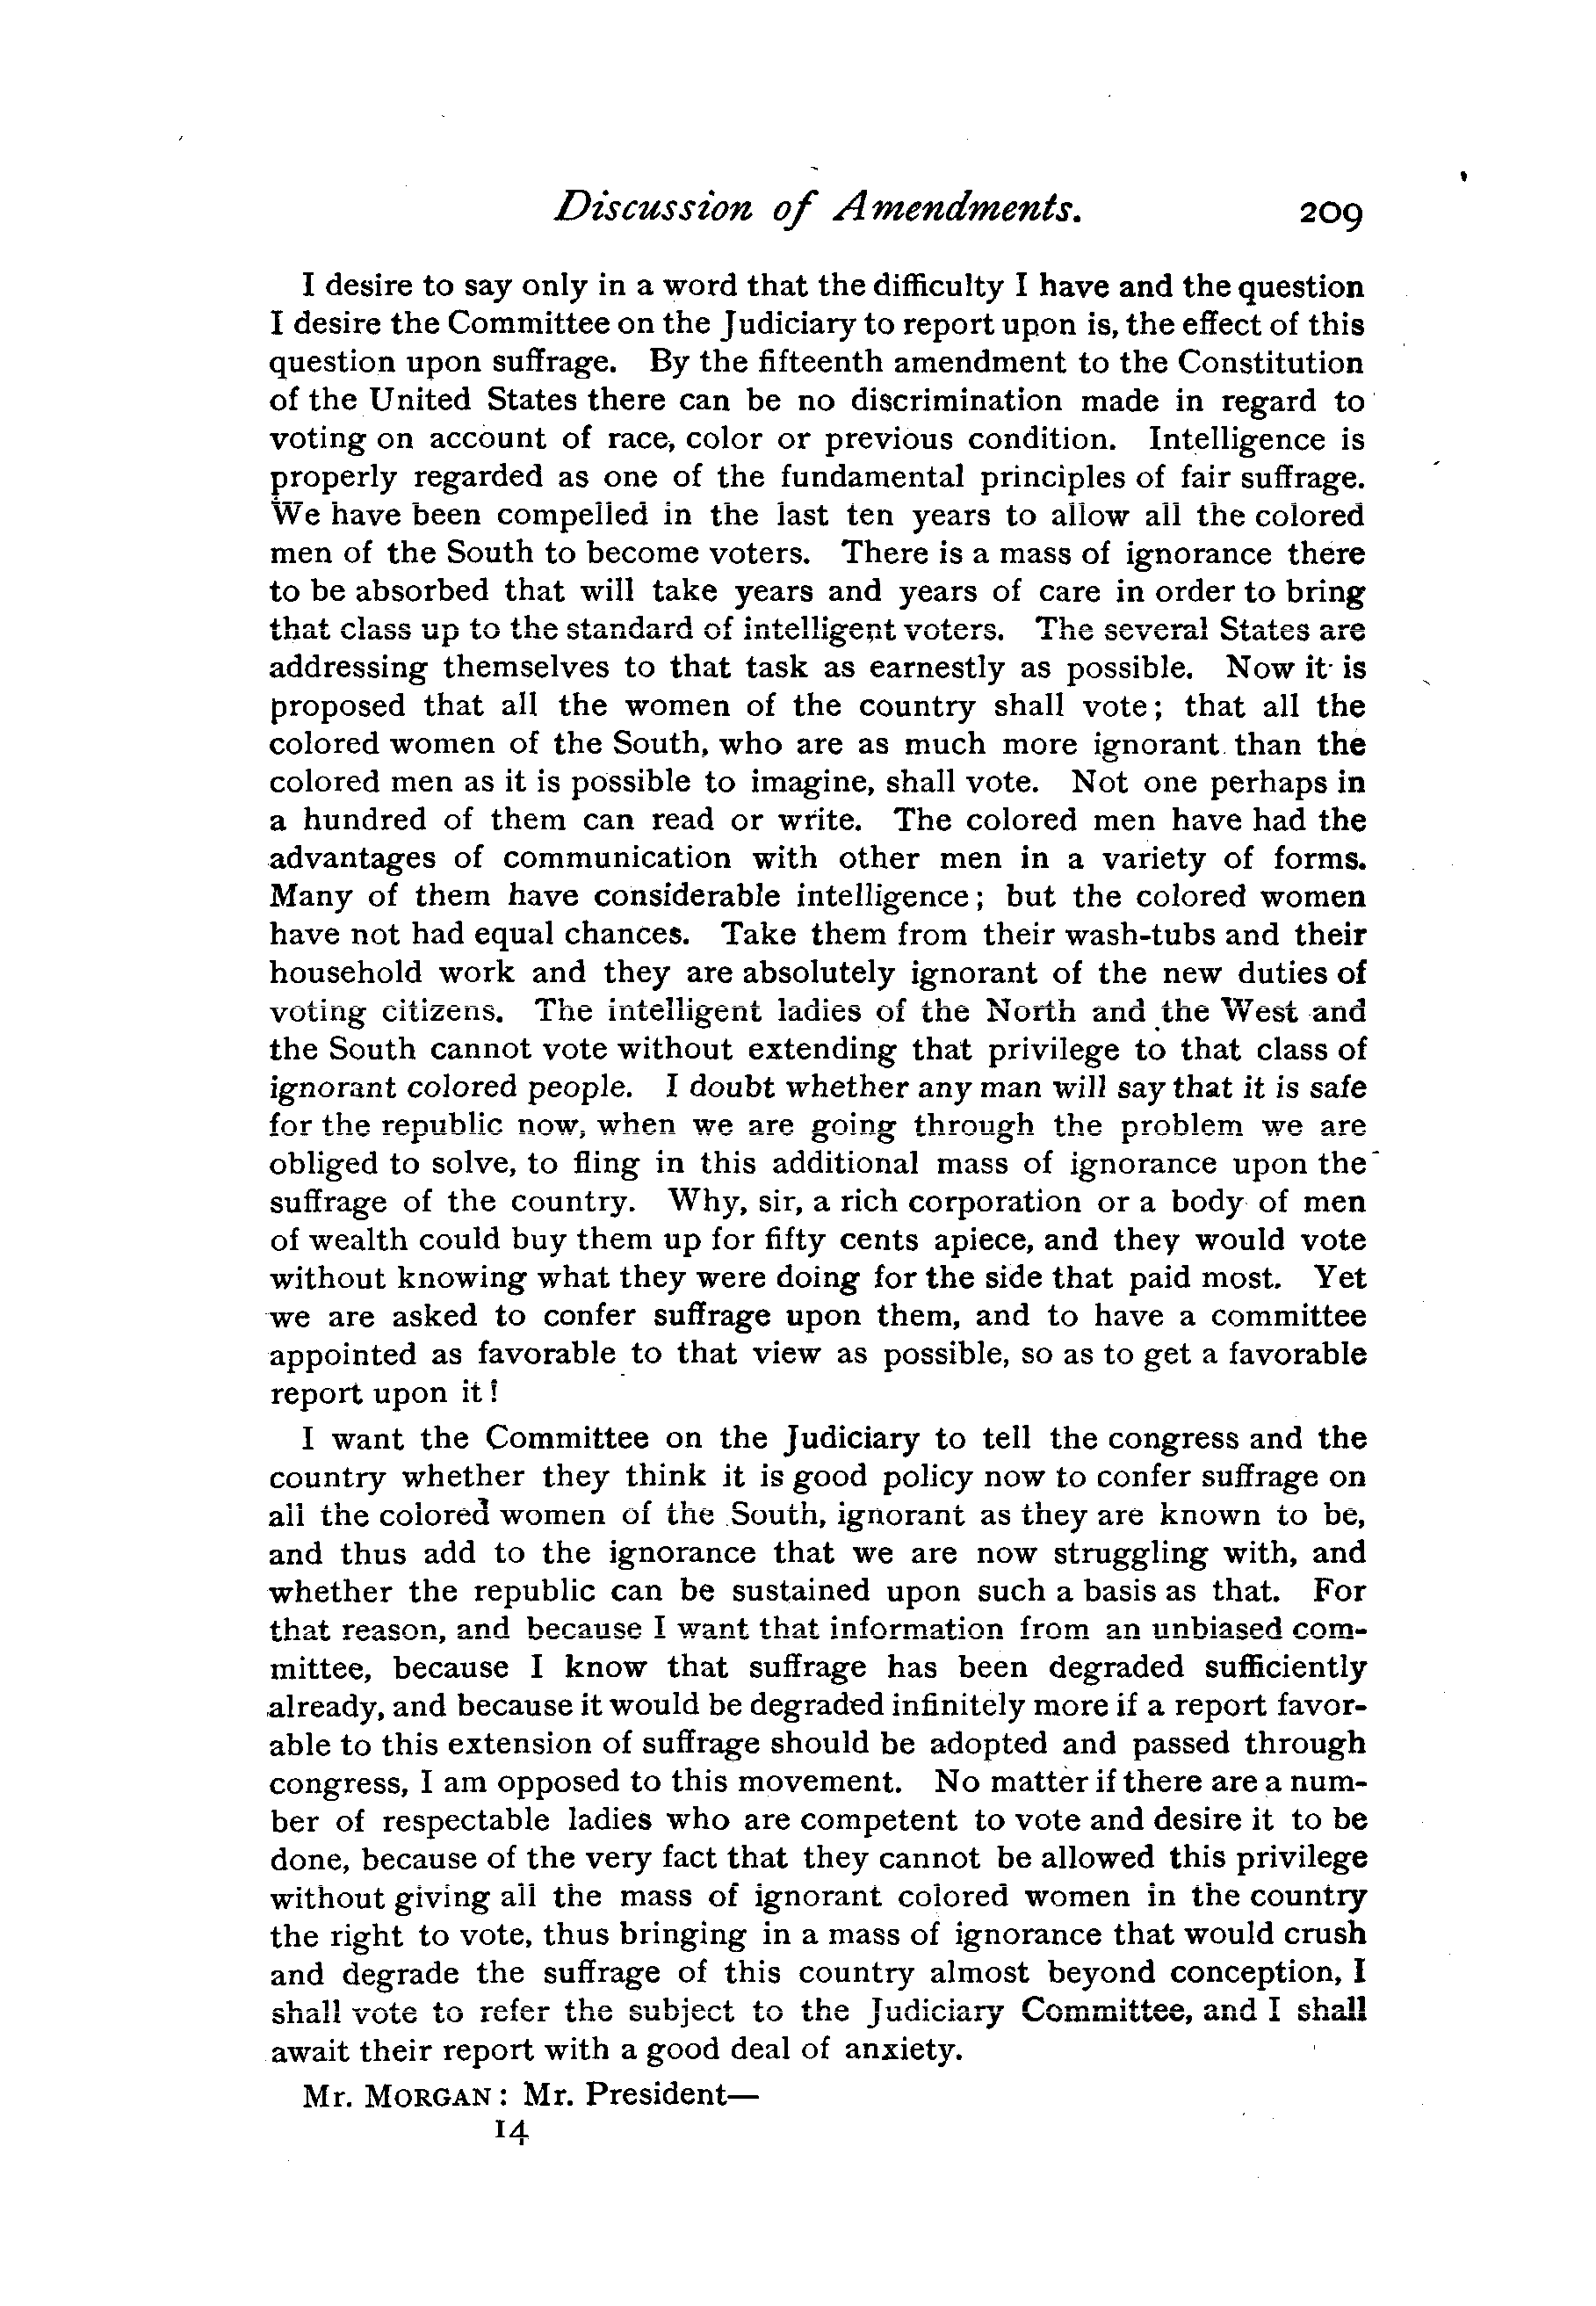 Discussion of Amendments. 209
I desire to say only in a word that the difficulty I have and the question
I desire the Committee on the Judiciary to report upon is, the effect of this
question upon suffrage. By the fifteenth amendment to the Constitution
of the United States there can be no discrimination made in regard to
voting on account of race, color or previous condition. Intelligence is
properly regarded as one of the fundamental principles of fair suffrage.
We have been compelled in the last ten years to allow all the colored
men of the South to become voters. There is a mass of ignorance there
to be absorbed that will take years and years of care in order to bring
that class up to the standard of intelligent voters. The several States are
addressing themselves to that task as earnestly as possible. Now it is
proposed that all the women of the country shall vote; that all the
colored women of the South, who are as much more ignorant than the
colored men as it is possible to imagine, shall vote. Not one perhaps in
a hundred of them can read or write. The colored men have had the
advantages of communication with other men in a variety of forms.
Many of them have considerable intelligence; but the colored women
have not had equal chances. Take them from their wash-tubs and their
household work and they are absolutely ignorant of the new duties of
voting citizens. The intelligent ladies of the North and the West and
the South cannot vote without extending that privilege to that class of
ignorant colored people. I doubt whether any man will say that it is safe
for the republic now, when we are going through the problem we are
obliged to solve, to fling in this additional mass of ignorance upon the
suffrage of the country. Why, sir, a rich corporation or a body of men
of wealth could buy them up for fifty cents apiece, and they would vote
without knowing what they were doing for the side that paid most. Yet
we are asked to confer suffrage upon them, and to have a committee
appointed as favorable to that view as possible, so as to get a favorable
report upon it!
I want the Committee on the Judiciary to tell the congress and the
country whether they think it is good policy now to confer suffrage on
all the colored women of the South, ignorant as they are known to be,
and thus add to the ignorance that we are now struggling with, and
whether the republic can be sustained upon such a basis as that. For
that reason, and because I want that information from an unbiased com-
mittee, because I know that suffrage has been degraded sufficiently
already, and because it would be degraded infinitely more if a report favor-
able to this extension of suffrage should be adopted and passed through
congress, I am opposed to this movement. No matter if there are a num-
ber of respectable ladies who are competent to vote and desire it to be
done, because of the very fact that they cannot be allowed this privilege
without giving all the mass of ignorant colored women in the country
the right to vote, thus bringing in a mass of ignorance that would crush
and degrade the suffrage of this country almost beyond conception, I
shall vote to refer the subject to the Judiciary Committee, and I shall
await their report with a good deal of anxiety.
Mr. MORGAN: Mr. President—
14